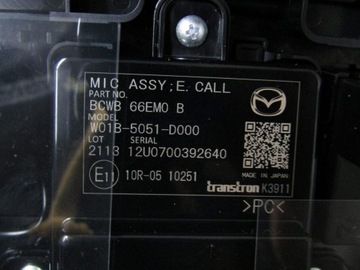 MIC ASSY;E. CALL
PART NO.
BCWB 66EM0 B
MODEL
W01B-5051-D000
LOT SERIAL
2113 12U0700392640
E11 10R-05 10251
MADE IN JAPAN
transtron K3911
>PC<